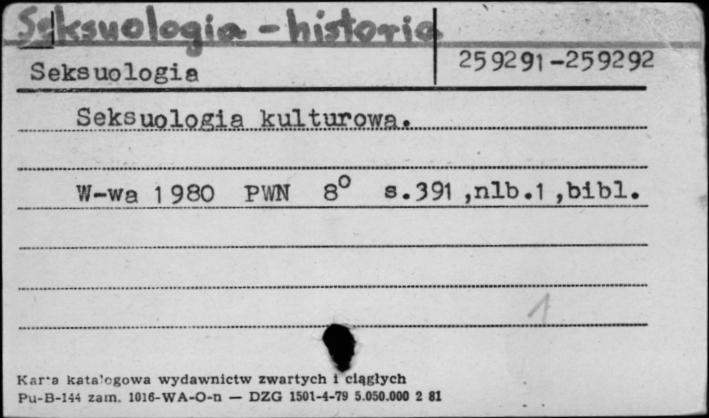 Seksuologia - historia
Seksuologia 259291-259292
Seksuologia kulturowa.
W-wa 1980 PWN 8° s.391,nlb.1,bibl.
1
Karta katalogowa wydawnictw zwartych i ciągłych
Pu-B-144 zam. 1016-WA-O-n — DZG 1501-4-79 5.050.000 2 81